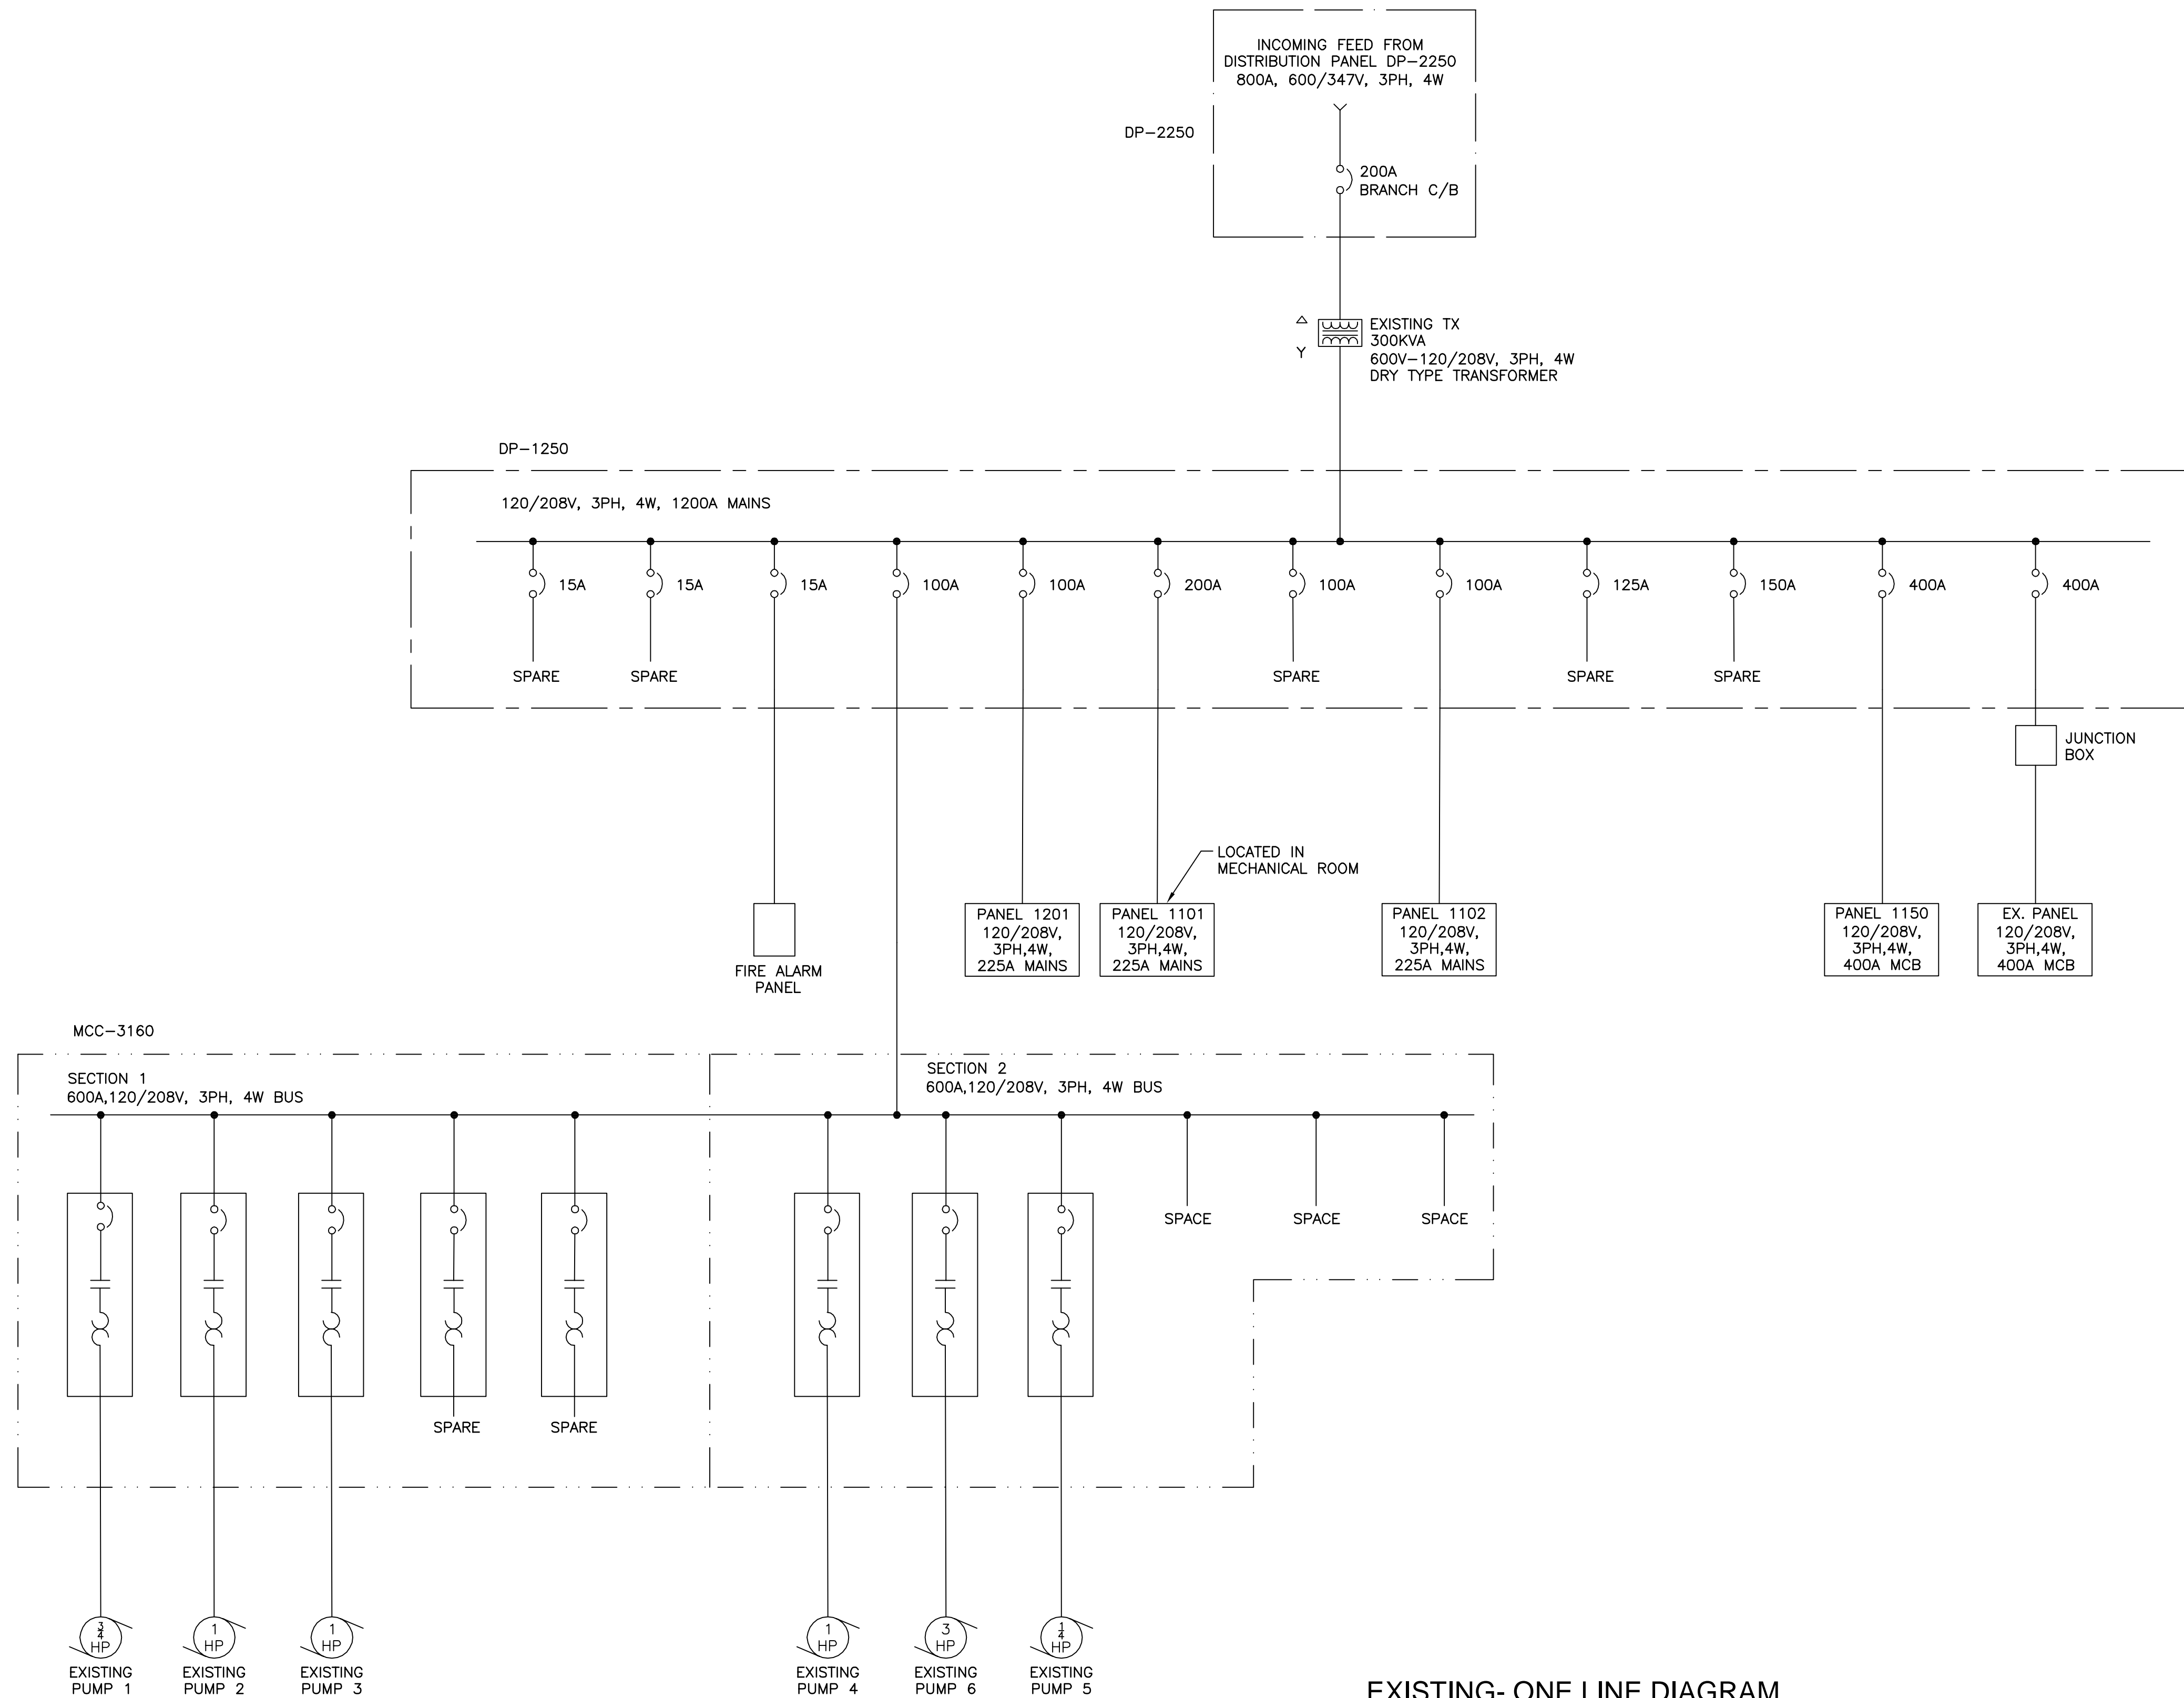 INCOMING FEED FROM
DISTRIBUTION PANEL DP-2250
800A, 600/347V, 3PH, 4W
DP-2250
200A
BRANCH C/B
EXISTING TX
300KVA
600V-120/208V, 3PH, 4W
DRY TYPE TRANSFORMER
Y
DP-1250
120/208V, 3PH, 4W, 1200A MAINS
15A
15A
15A
100A
100A
200A
100A
100A
125A
150A
400A
400A
SPARE
SPARE
SPARE
SPARE
SPARE
JUNCTION
BOX
LOCATED IN
MECHANICAL ROOM
FIRE ALARM
PANEL
PANEL 1201
120/208V,
3PH,4W,
225A MAINS
PANEL 1101
120/208V,
3PH,4W,
225A MAINS
PANEL 1102
120/208V,
3PH,4W,
225A MAINS
PANEL 1150
120/208V,
3PH,4W,
400A MCB
EX. PANEL
120/208V,
3PH,4W,
400A MCB
MCC-3160
SECTION 1
600A,120/208V, 3PH, 4W BUS
SECTION 2
600A,120/208V, 3PH, 4W BUS
SPACE
SPACE
SPACE
SPARE
SPARE
3/4
HP
EXISTING
PUMP 1
1
HP
EXISTING
PUMP 2
1
HP
EXISTING
PUMP 3
1
HP
EXISTING
PUMP 4
3
HP
EXISTING
PUMP 6
1/4
HP
EXISTING
PUMP 5
EXISTING- ONE LINE DIAGRAM